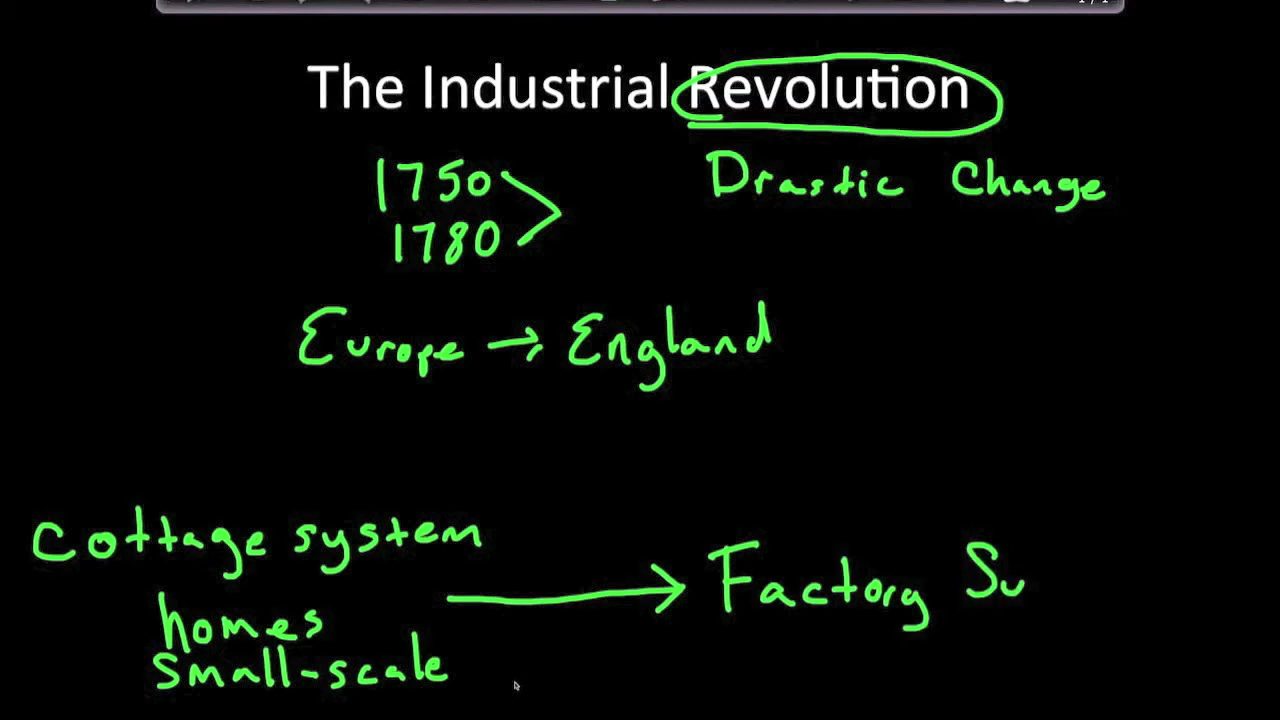 The Industrial Revolution
1750
Drastic Change
1780
Europe → England
Cottage system
homes
small-scale
Factory Sy